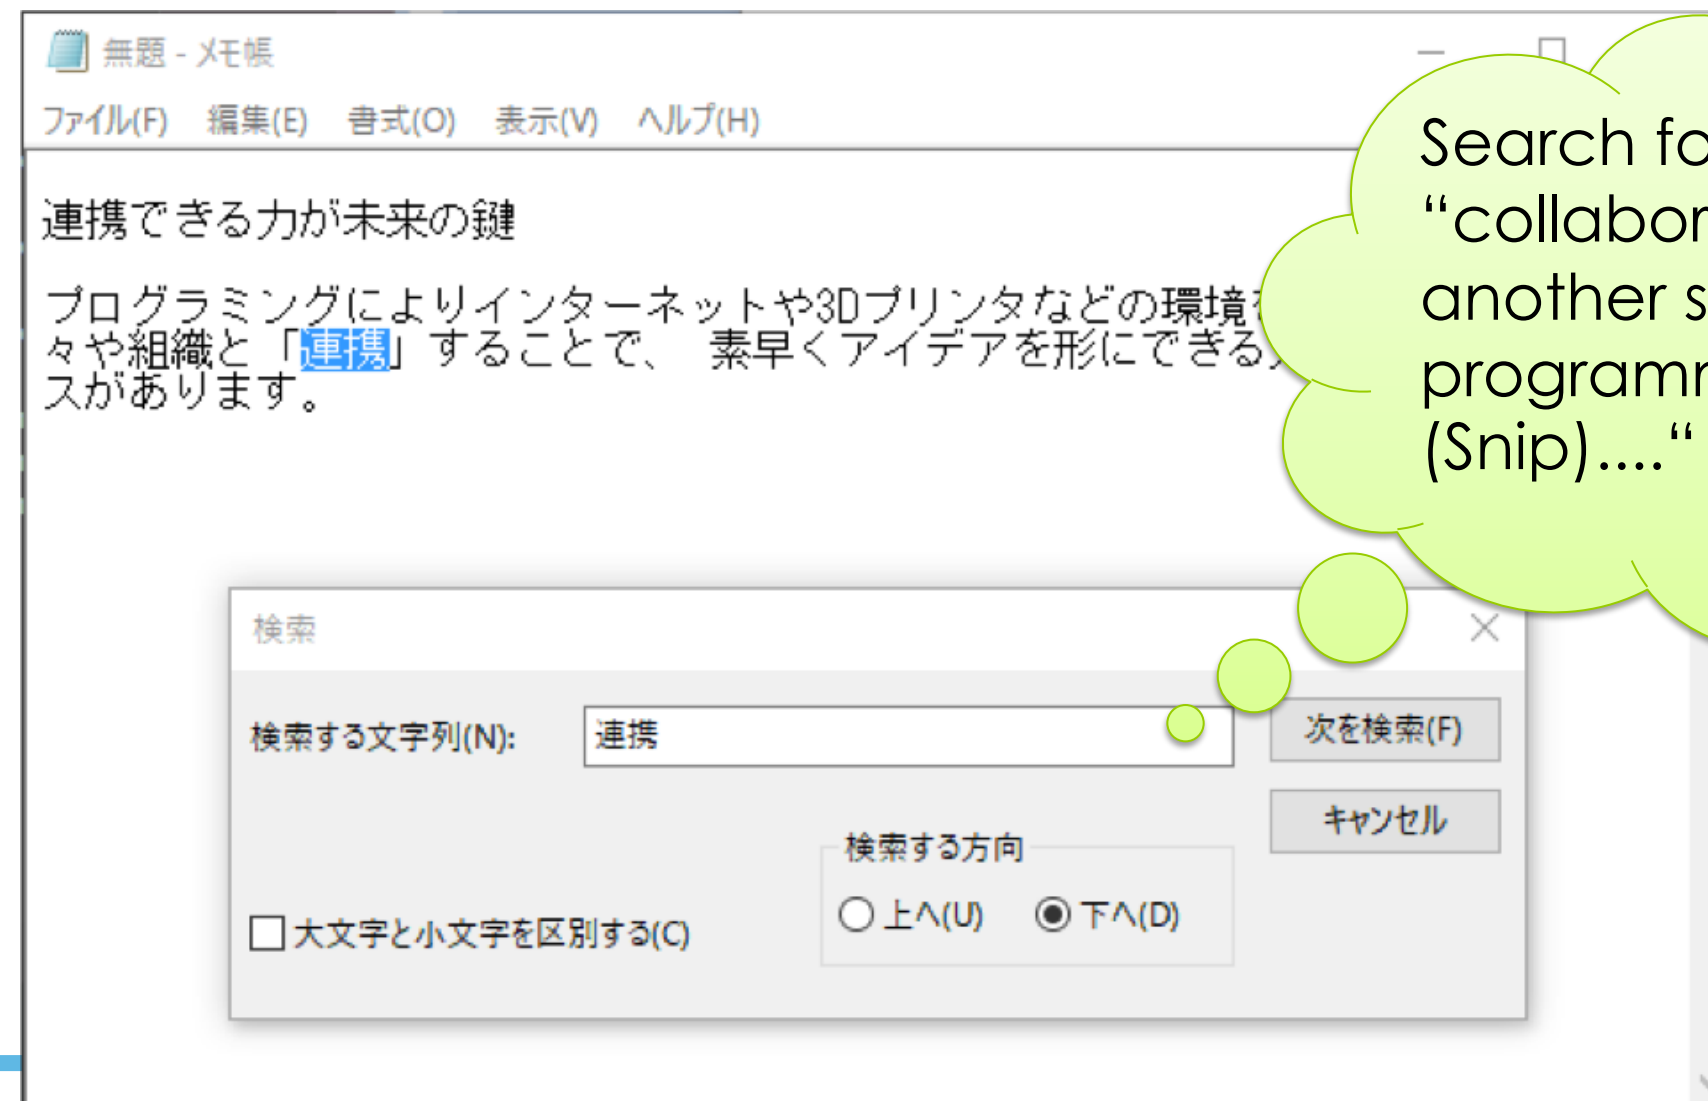 無題 - メモ帳
ファイル(F) 編集(E) 書式(O) 表示(V) ヘルプ(H)
連携できる力が未来の鍵
プログラミングによりインターネットや3Dプリンタなどの環境
々や組織と「連携」することで、 素早くアイデアを形にできる
スがあります。
Search fo
“collabor
another s
program
(Snip)....“
検索
検索する文字列(N): 連携 次を検索(F)
キャンセル
検索する方向
上へ(U) 下へ(D)
大文字と小文字を区別する(C)